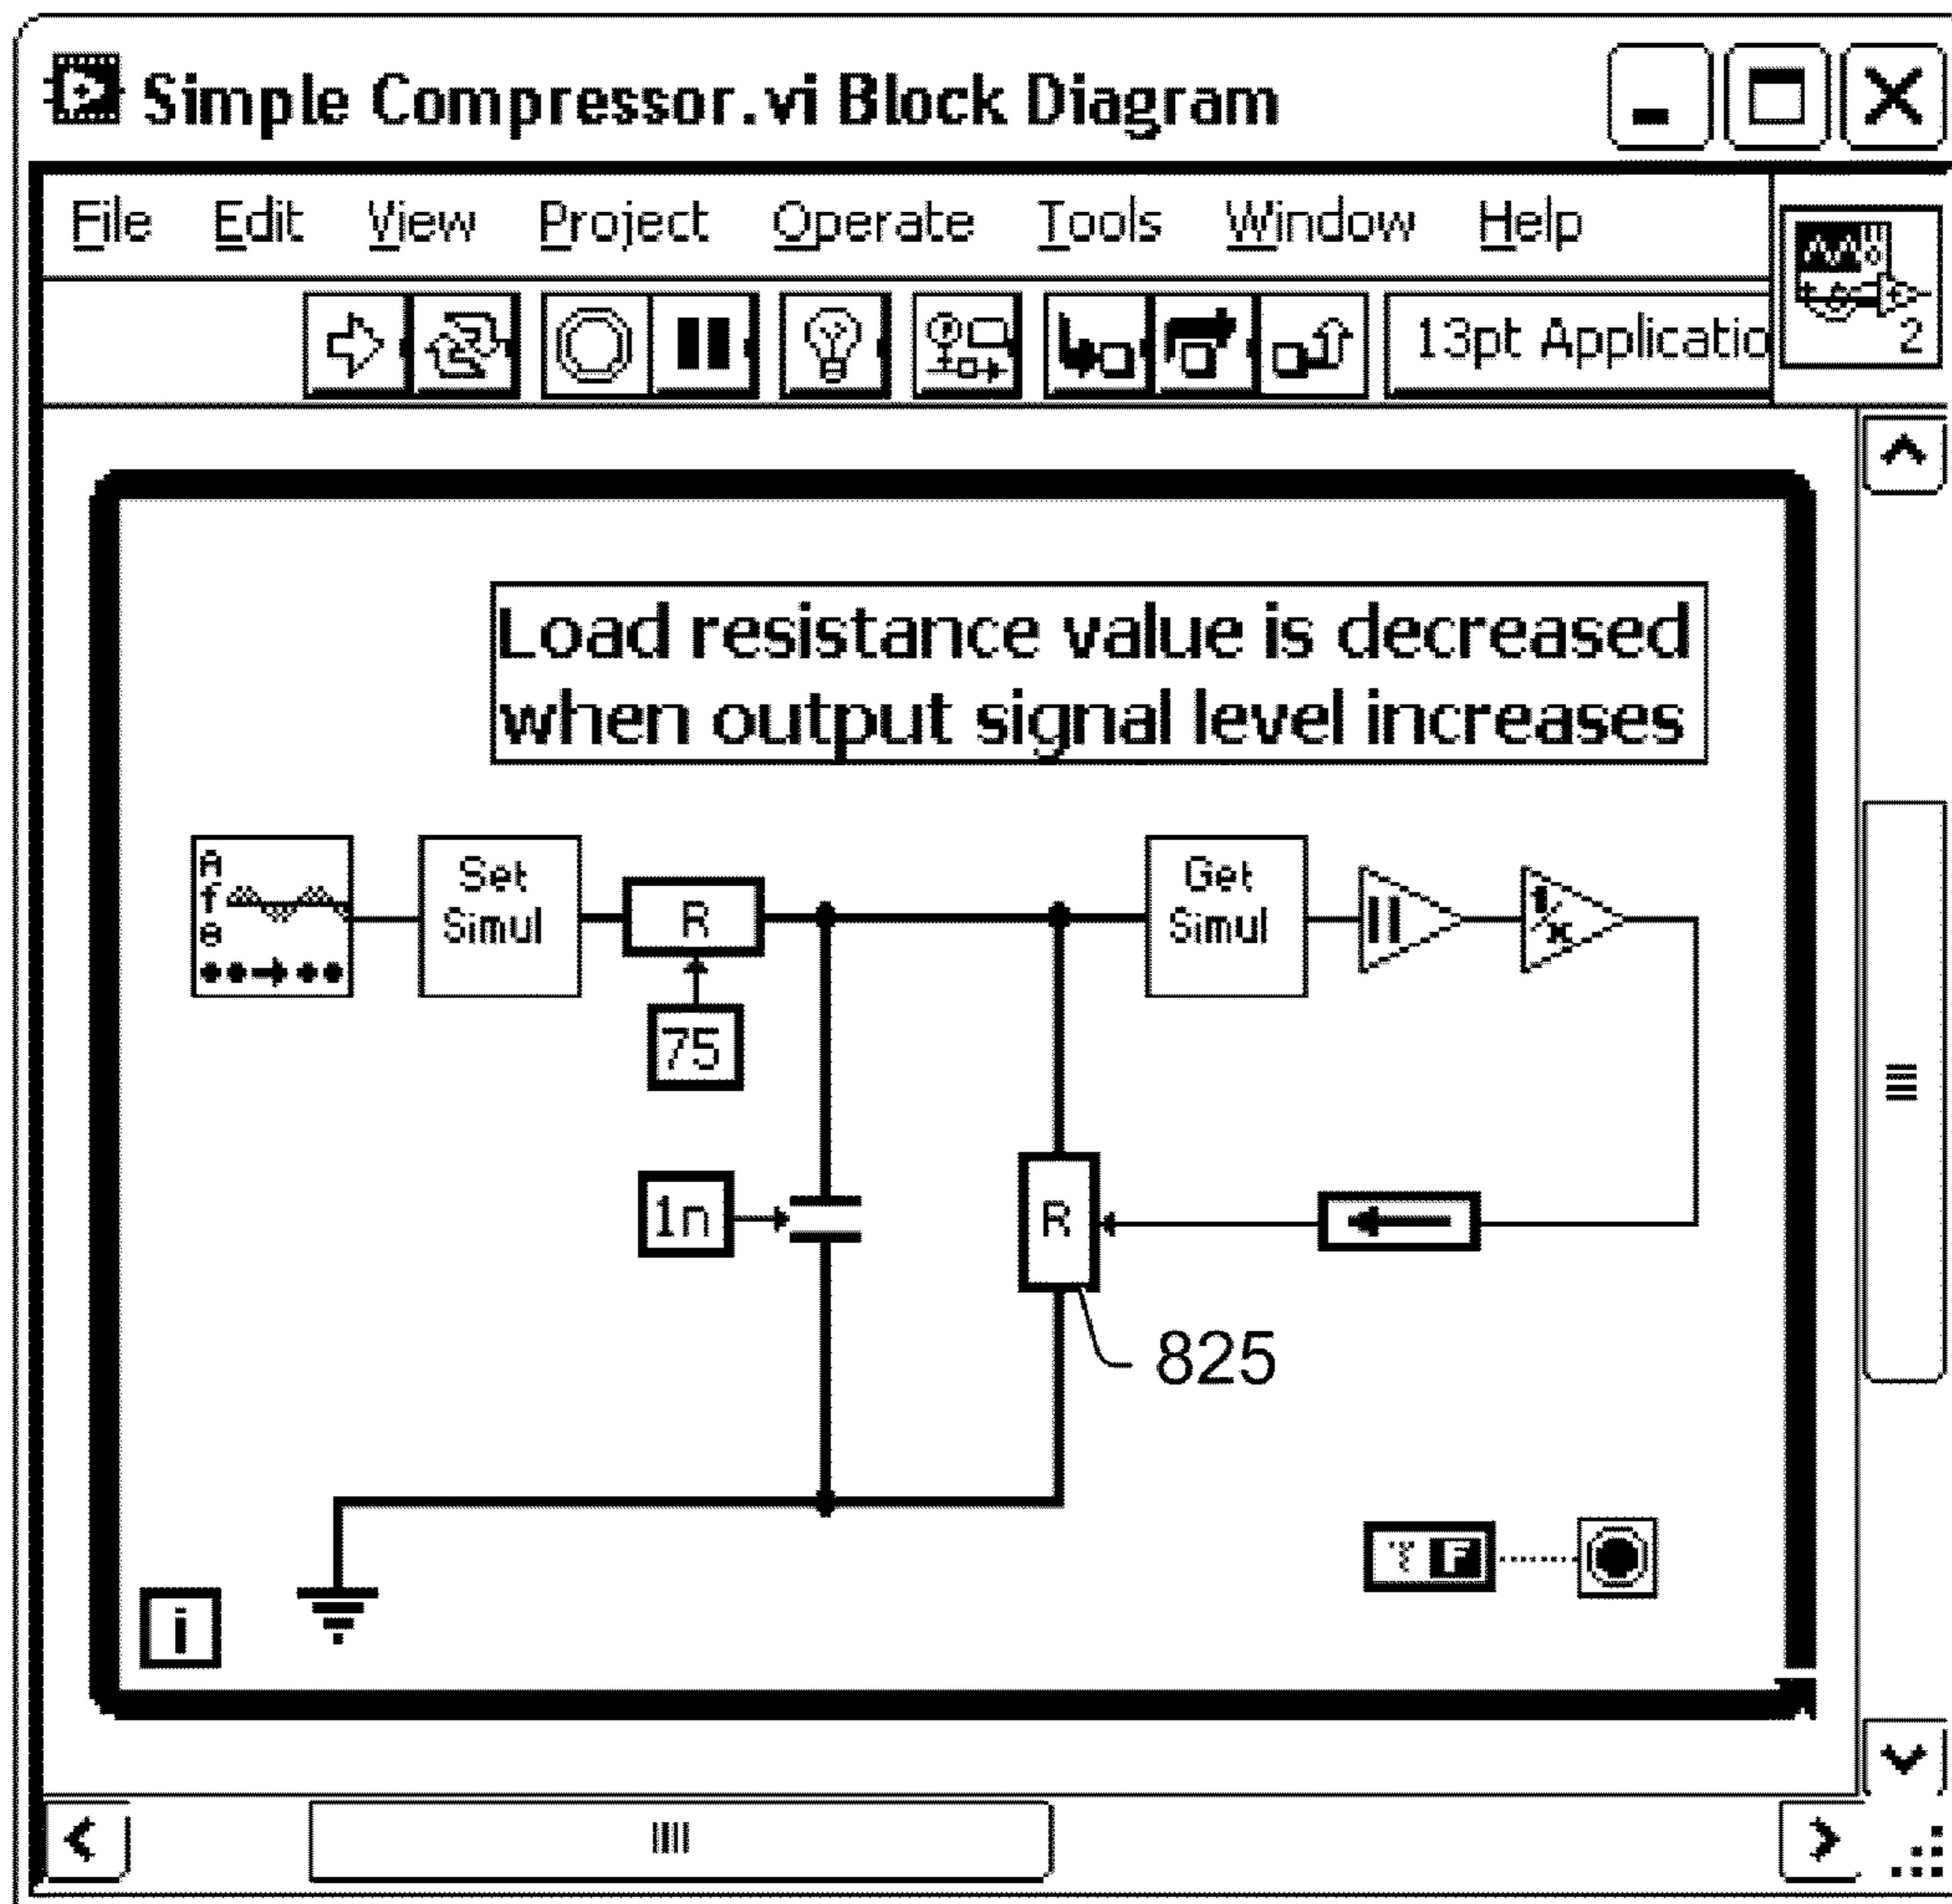 Simple Compressor.vi Block Diagram
File Edit View Project Operate Tools Window Help
13pt Applicatio
2
Load resistance value is decreased
when output signal level increases
Set
Simul
R
Get
Simul
1/x
75
1n
R
825
T F
i